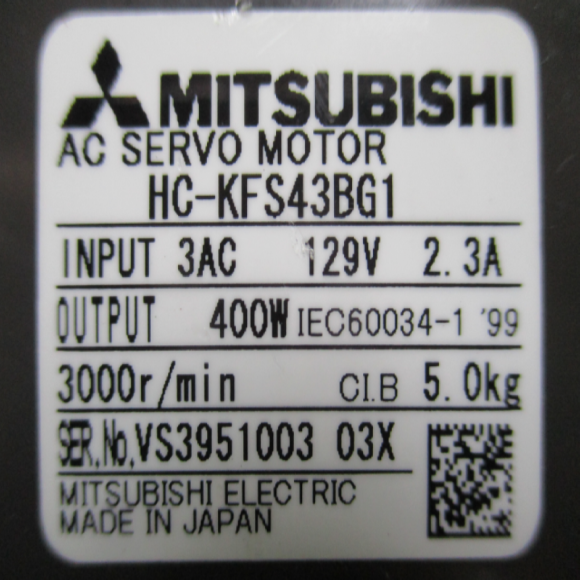 MITSUBISHI
AC SERVO MOTOR
HC-KFS43BG1
INPUT 3AC 129V 2.3A
OUTPUT 400W IEC60034-1 '99
3000r/min CI.B 5.0kg
SER.No.VS3951003 03X
MITSUBISHI ELECTRIC
MADE IN JAPAN